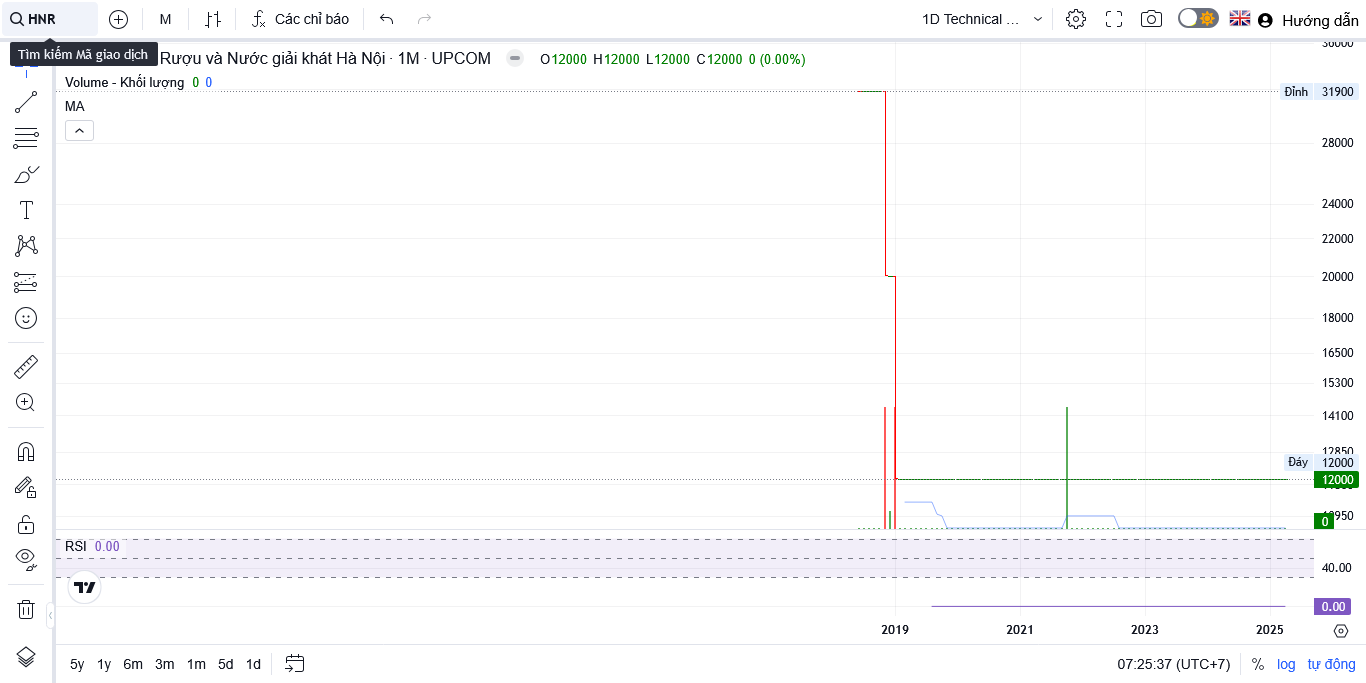 HNR
M
Các chỉ báo
1D Technical ...
Hướng dẫn
Tìm kiếm Mã giao dịch
Rượu và Nước giải khát Hà Nội · 1M · UPCOM
O12000 H12000 L12000 C12000 0 (0.00%)
Volume - Khối lượng 0 0
MA
36000
Đỉnh 31900
28000
24000
22000
20000
18000
16500
15300
14100
12850
Đáy 12000
12000
10950
0
RSI 0.00
40.00
0.00
2019 2021 2023 2025
5y 1y 6m 3m 1m 5d 1d
07:25:37 (UTC+7) % log tự động